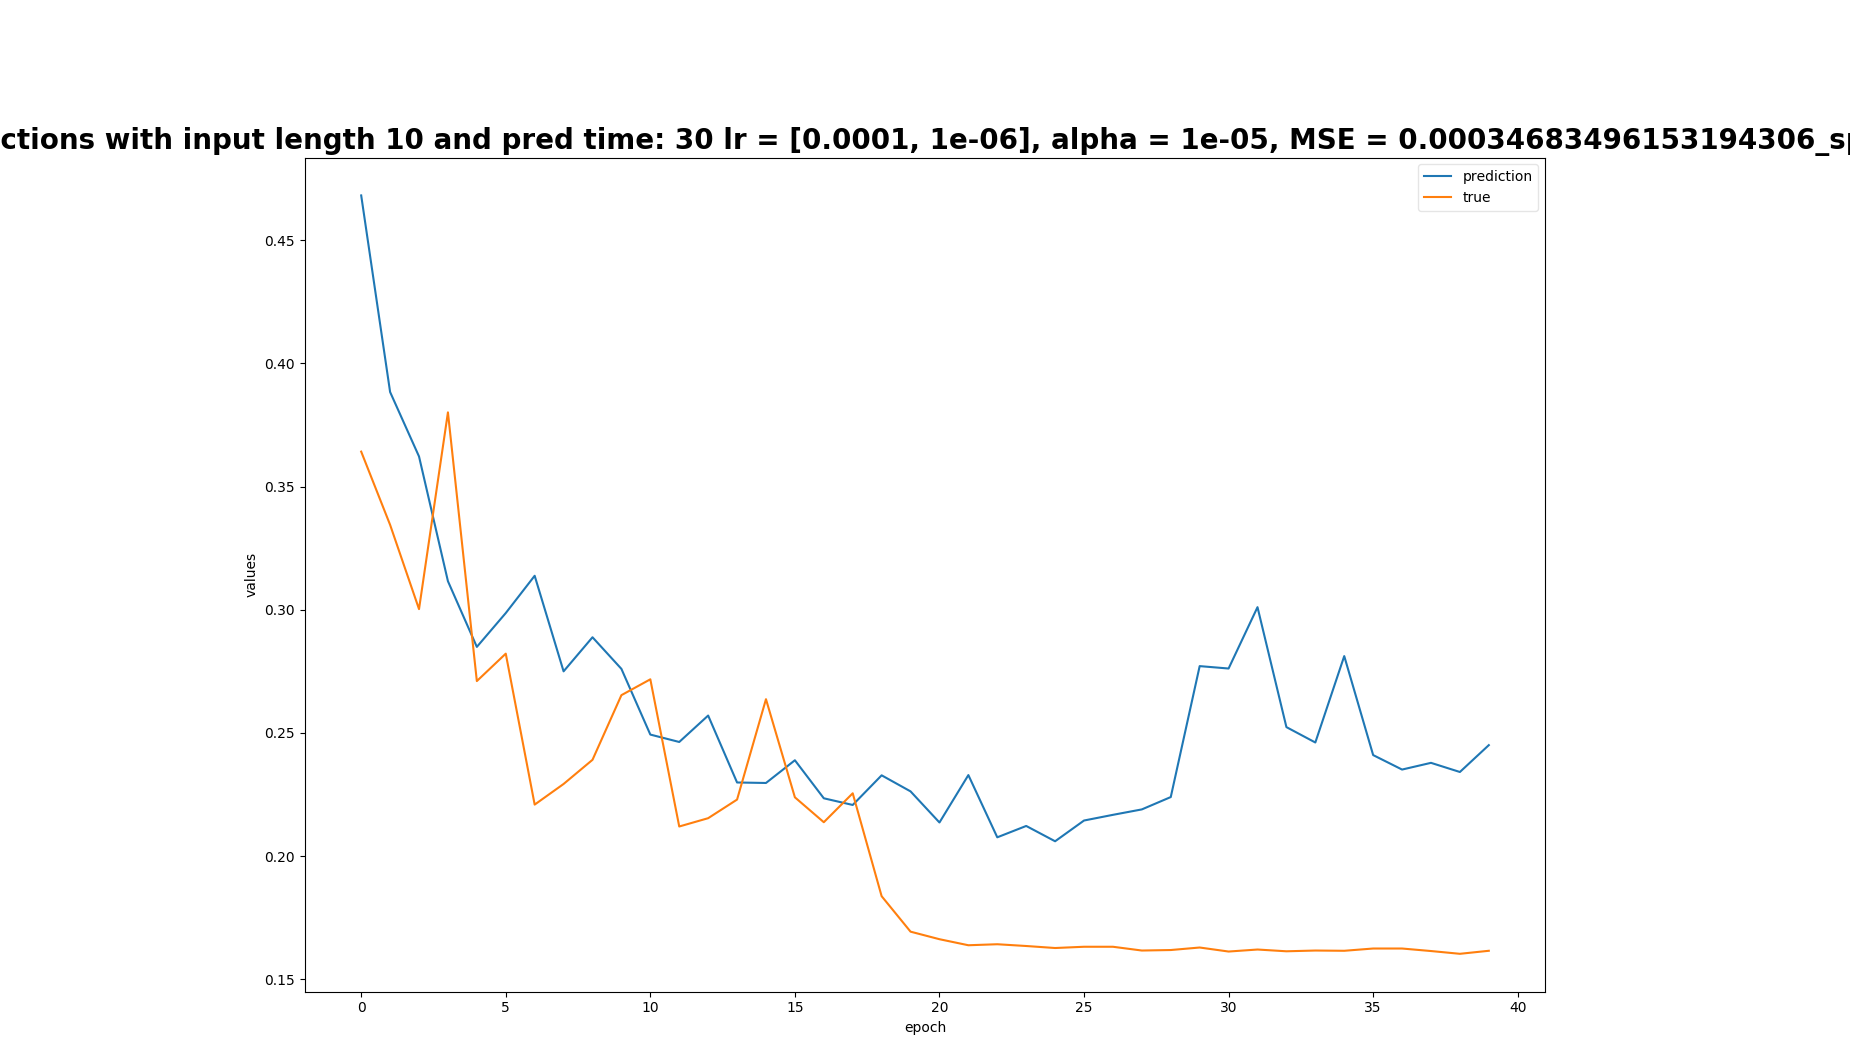 ctions with input length 10 and pred time: 30 lr = [0.0001, 1e-06], alpha = 1e-05, MSE = 0.00034683496153194306_sp
prediction
true
0.45
0.40
0.35
0.30
0.25
0.20
0.15
values
0 5 10 15 20 25 30 35 40
epoch